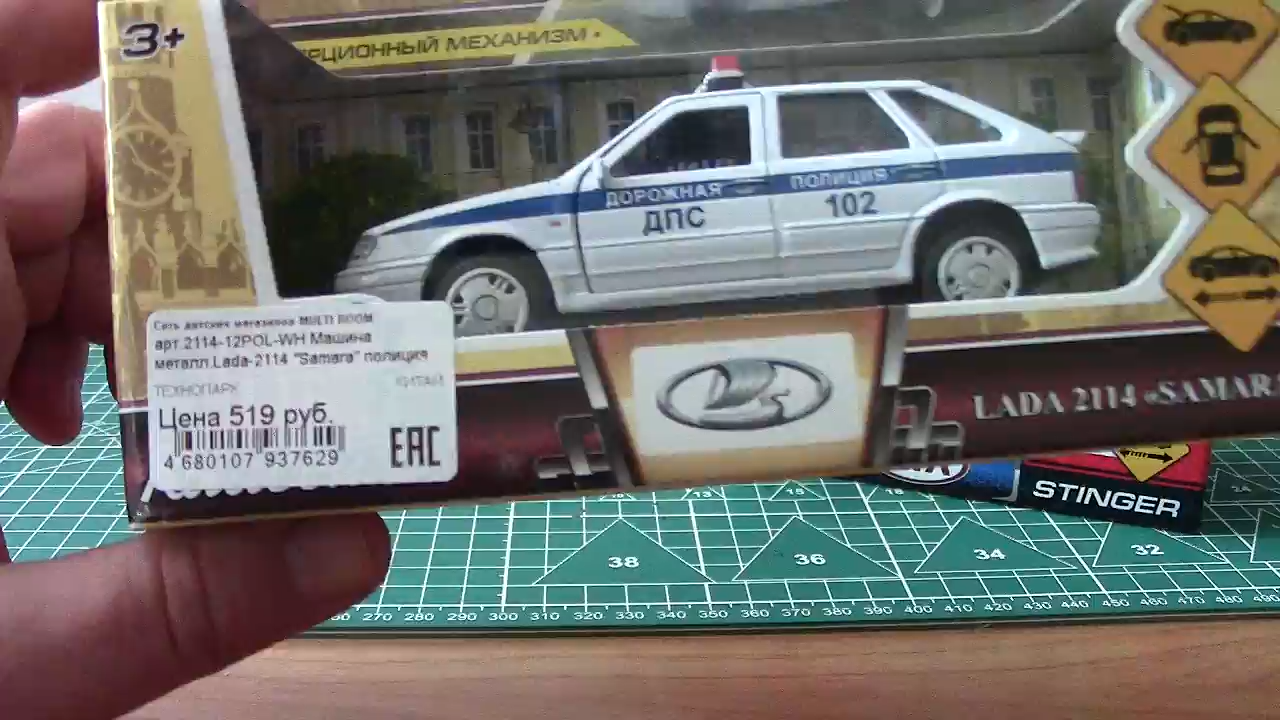 3+
РЦИОННЫЙ МЕХАНИЗМ •
ДОРОЖНАЯ ПОЛИЦИЯ
ДПС 102
Сеть детских магазинов MULTI ROOM
арт.2114-12POL-WH Машина
металл.Lada-2114 "Samara" полиция
ТЕХНОПАРК КИТАЙ
Цена 519 руб.
4 680107 937629
EAC
LADA 2114 «SAMARA
STINGER
38 36 34 32
270 280 290 300 310 320 330 340 350 360 370 380 390 400 410 420 430 440 450 460 470 480 490